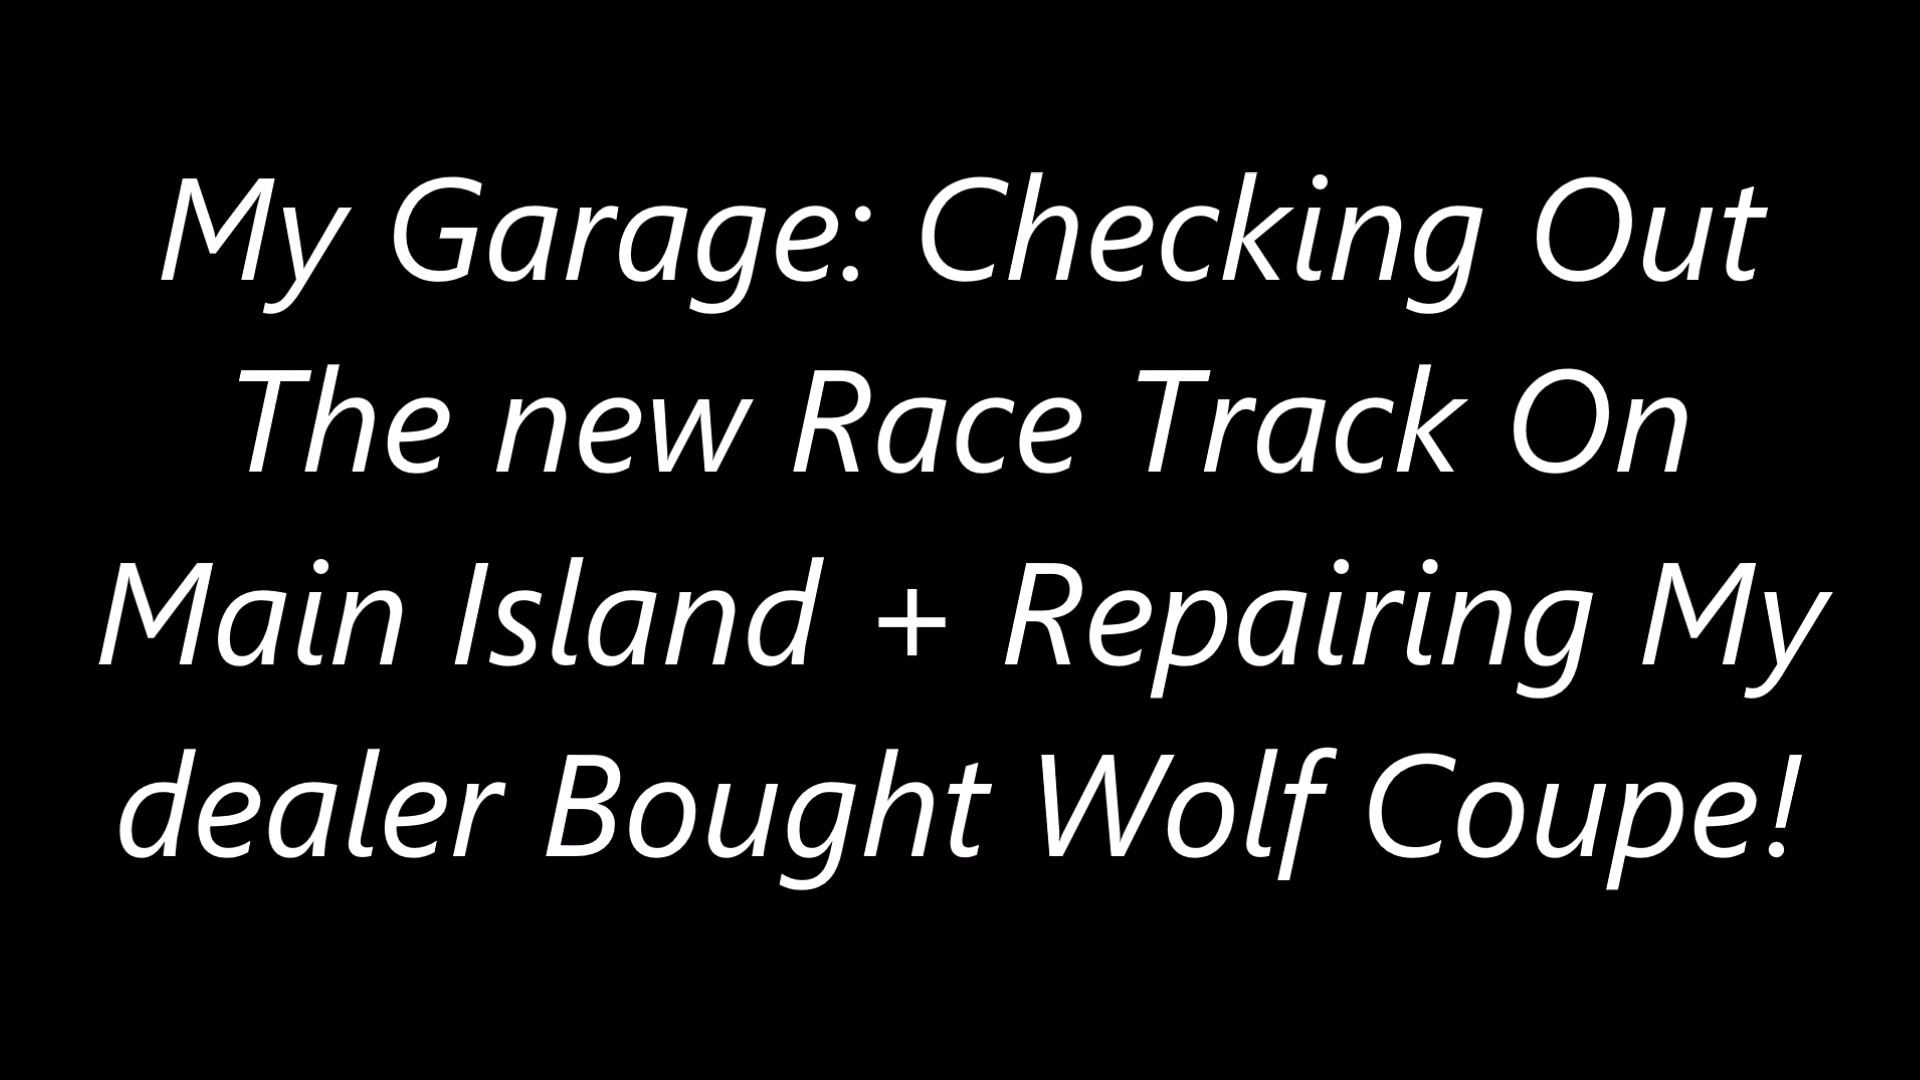 My Garage: Checking Out
The new Race Track On
Main Island + Repairing My
dealer Bought Wolf Coupe!